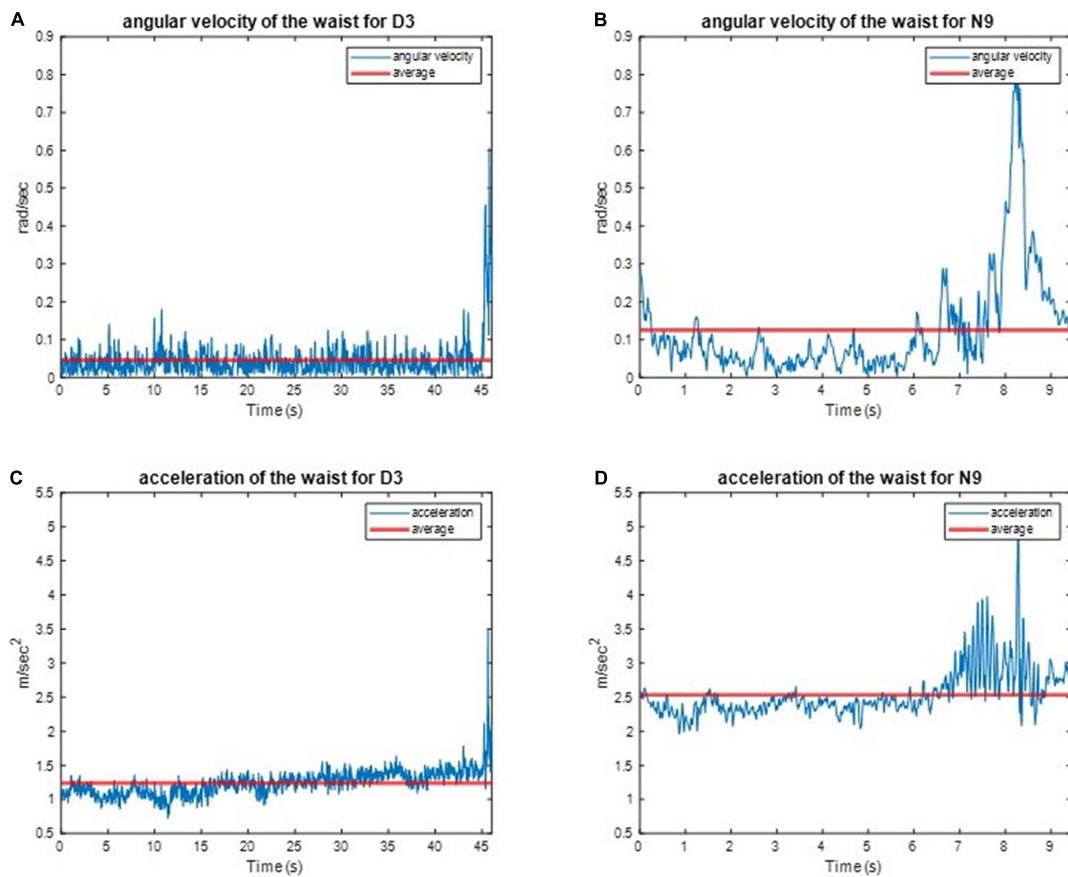 A
angular velocity of the waist for D3
0.9
0.8
0.7
0.6
0.5
0.4
0.3
0.2
0.1
0
rad/sec
angular velocity
average
0 5 10 15 20 25 30 35 40 45
Time (s)
B
angular velocity of the waist for N9
0.9
0.8
0.7
0.6
0.5
0.4
0.3
0.2
0.1
0
rad/sec
angular velocity
average
0 1 2 3 4 5 6 7 8 9
Time (s)
C
acceleration of the waist for D3
5.5
5
4.5
4
3.5
3
2.5
2
1.5
1
0.5
m/sec²
acceleration
average
0 5 10 15 20 25 30 35 40 45
Time (s)
D
acceleration of the waist for N9
5.5
5
4.5
4
3.5
3
2.5
2
1.5
1
0.5
m/sec²
acceleration
average
0 1 2 3 4 5 6 7 8 9
Time (s)